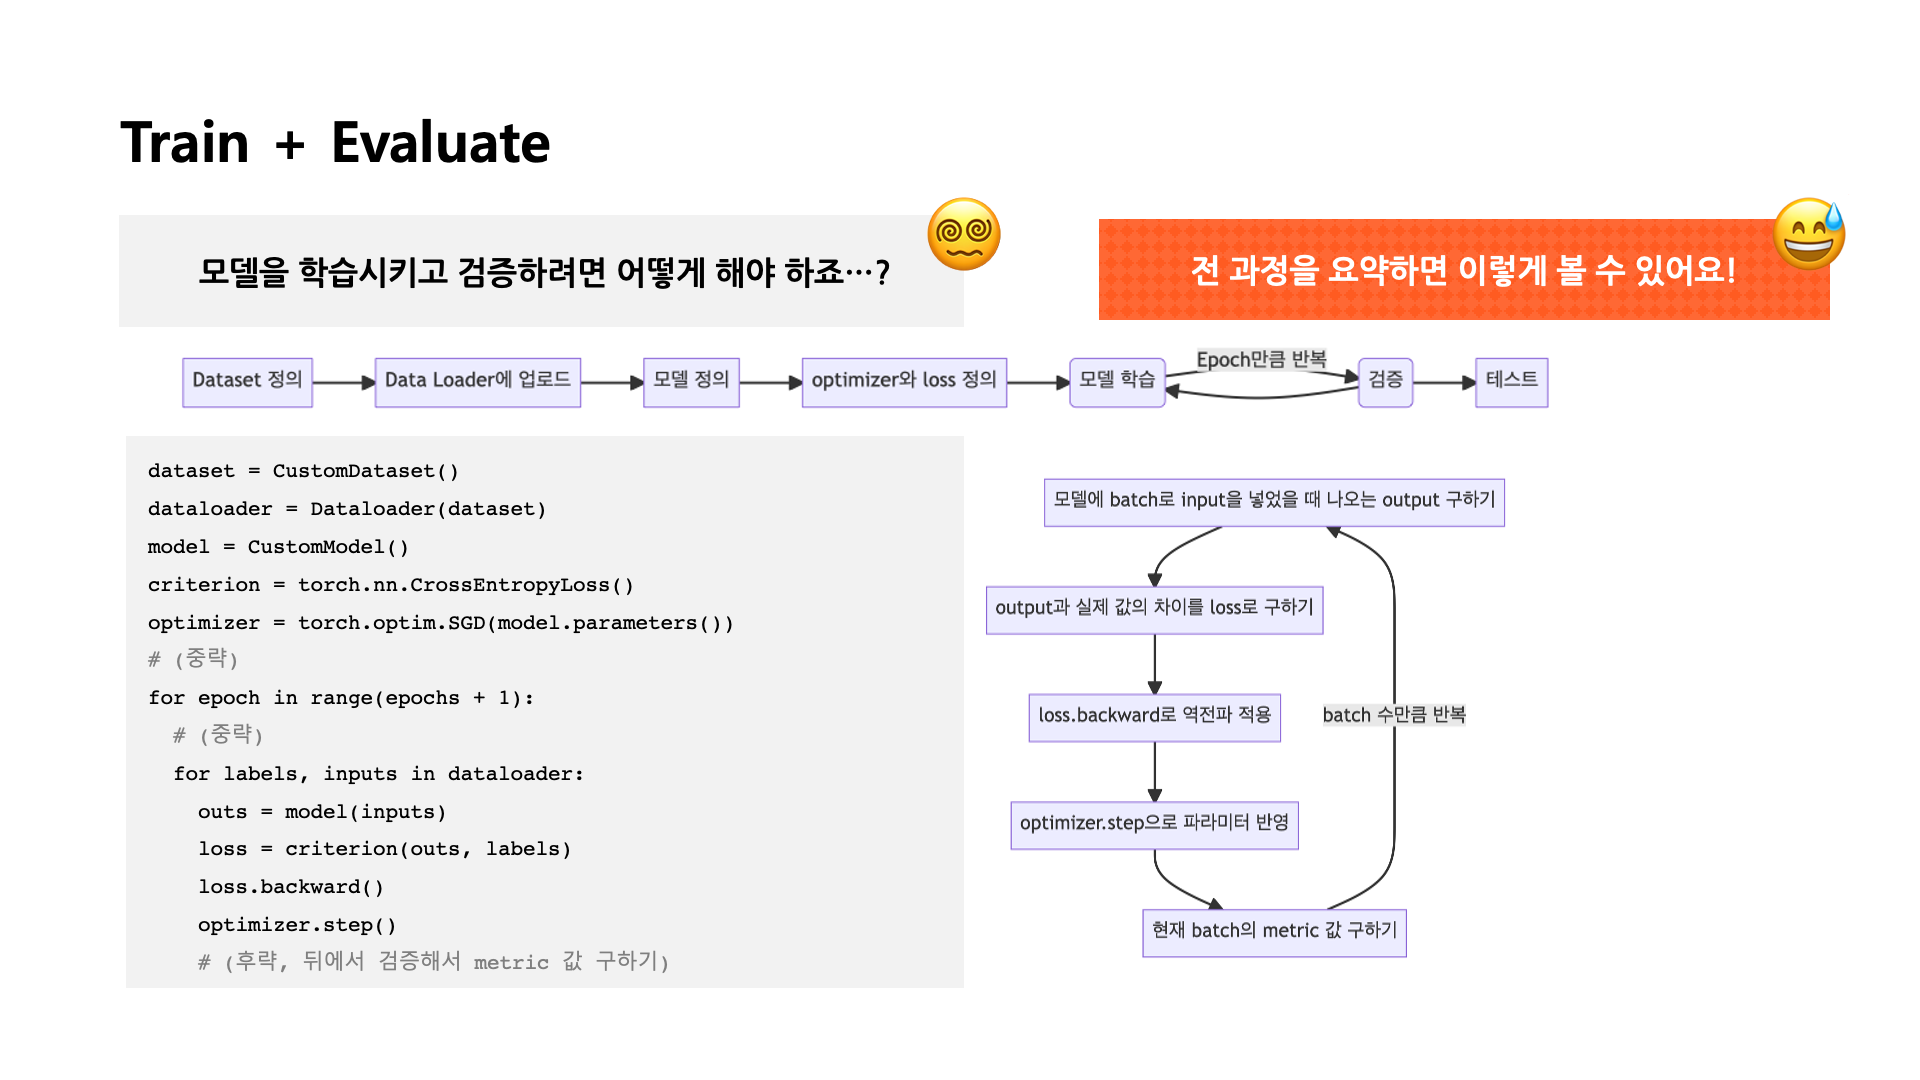 Train + Evaluate
모델을 학습시키고 검증하려면 어떻게 해야 하죠…?
전 과정을 요약하면 이렇게 볼 수 있어요!
Dataset 정의
Data Loader에 업로드
모델 정의
optimizer와 loss 정의
모델 학습
Epoch만큼 반복
검증
테스트
dataset = CustomDataset()
dataloader = Dataloader(dataset)
model = CustomModel()
criterion = torch.nn.CrossEntropyLoss()
optimizer = torch.optim.SGD(model.parameters())
# (중략)
for epoch in range(epochs + 1):
  # (중략)
  for labels, inputs in dataloader:
    outs = model(inputs)
    loss = criterion(outs, labels)
    loss.backward()
    optimizer.step()
    # (후략, 뒤에서 검증해서 metric 값 구하기)
모델에 batch로 input을 넣었을 때 나오는 output 구하기
output과 실제 값의 차이를 loss로 구하기
loss.backward로 역전파 적용
batch 수만큼 반복
optimizer.step으로 파라미터 반영
현재 batch의 metric 값 구하기